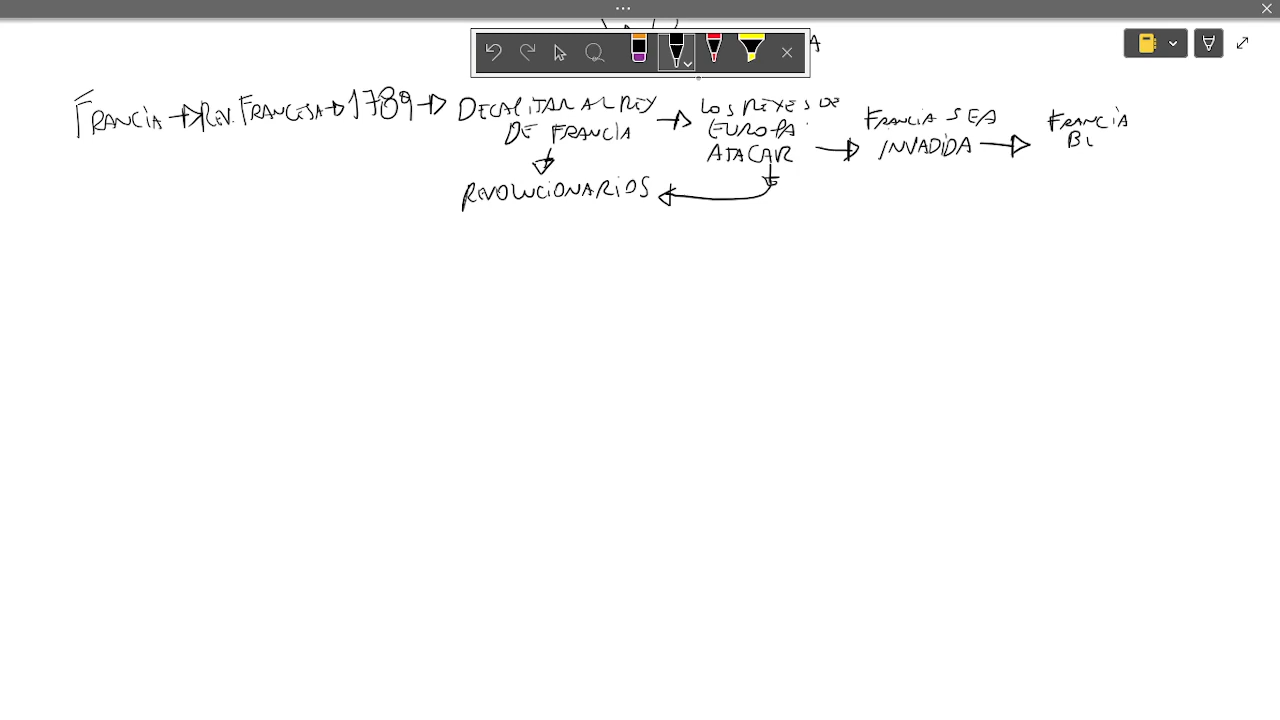 FRANCIA → REV. FRANCESA → 1789 → DECAPITAR AL REY
DE FRANCIA
→ LOS REYES DE
EUROPA
ATACAR
→ FRANCIA SEA
INVADIDA
→ FRANCIA
REVOLUCIONARIOS